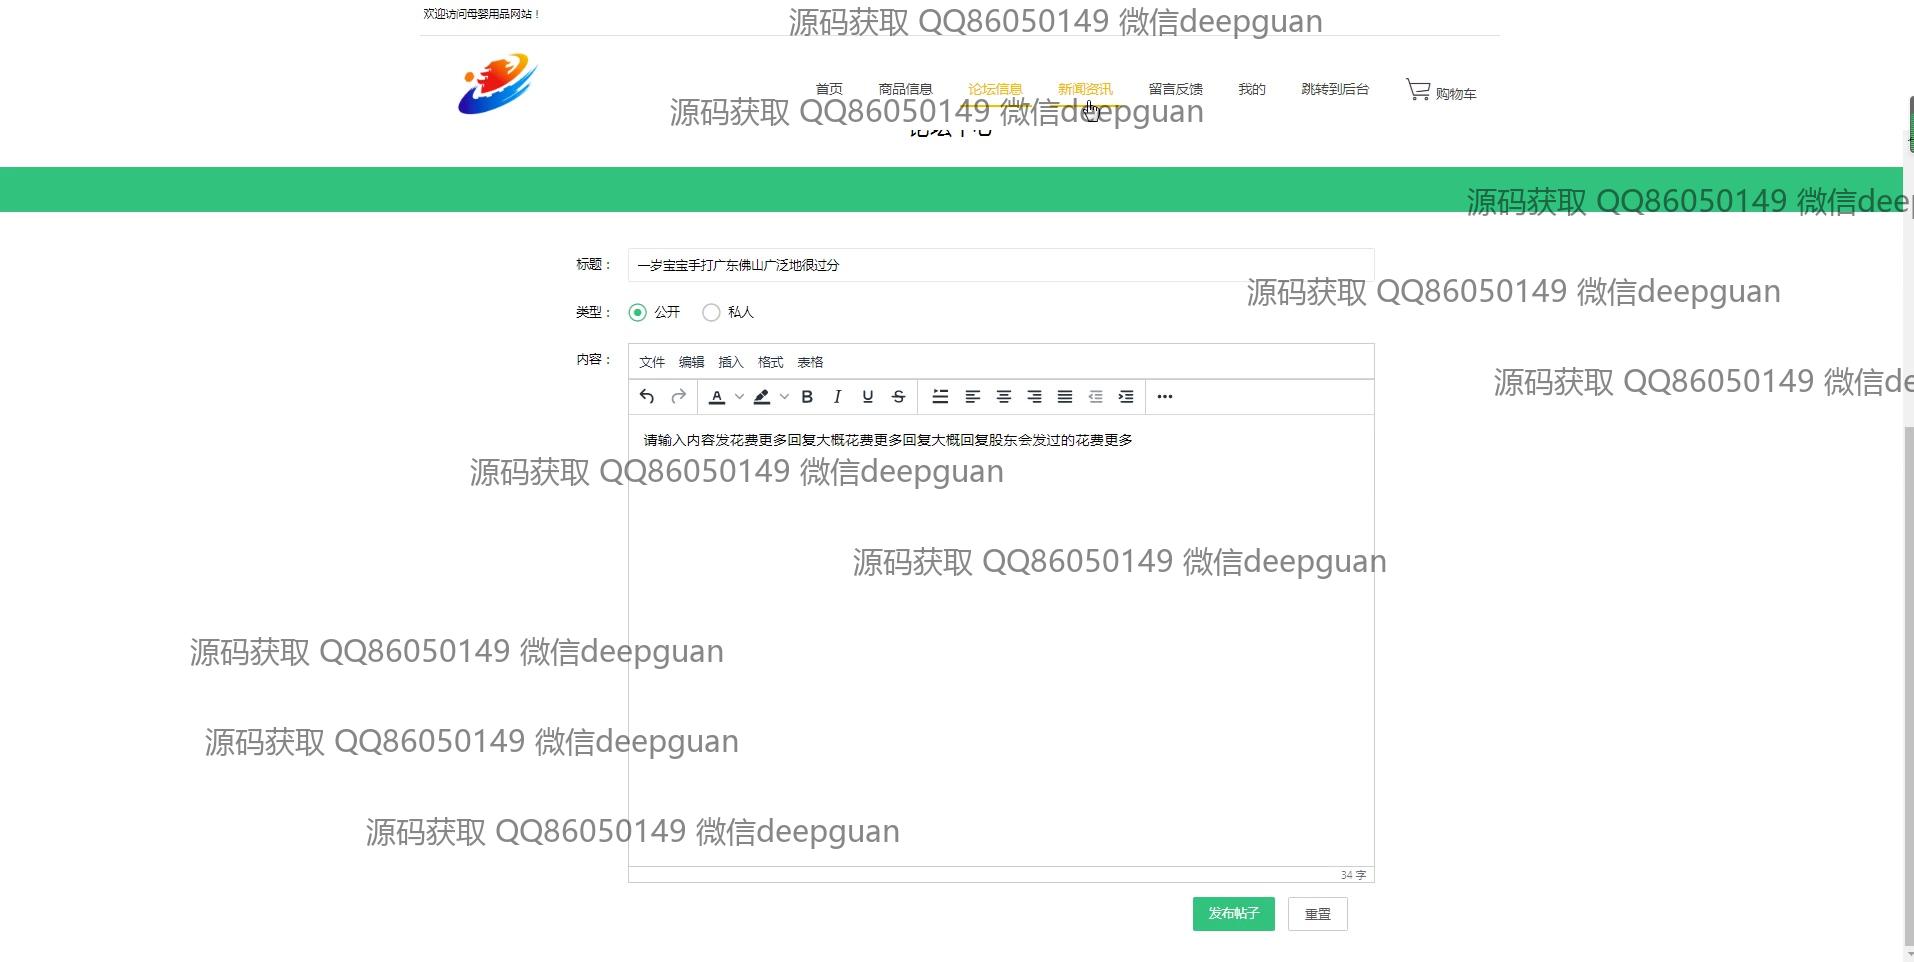 欢迎访问母婴用品网站！
源码获取 QQ86050149 微信deepguan
首页 商品信息 论坛信息 新闻资讯 留言反馈 我的 跳转到后台 购物车
源码获取 QQ86050149 微信deepguan
论坛中心
源码获取 QQ86050149 微信deep
标题： 一岁宝宝手打广东佛山广泛地很过分
源码获取 QQ86050149 微信deepguan
类型： 公开 私人
内容： 文件 编辑 插入 格式 表格
源码获取 QQ86050149 微信de
请输入内容发花费更多回复大概花费更多回复大概回复股东会发过的花费更多
源码获取 QQ86050149 微信deepguan
源码获取 QQ86050149 微信deepguan
源码获取 QQ86050149 微信deepguan
源码获取 QQ86050149 微信deepguan
源码获取 QQ86050149 微信deepguan
34 字
发布帖子 重置